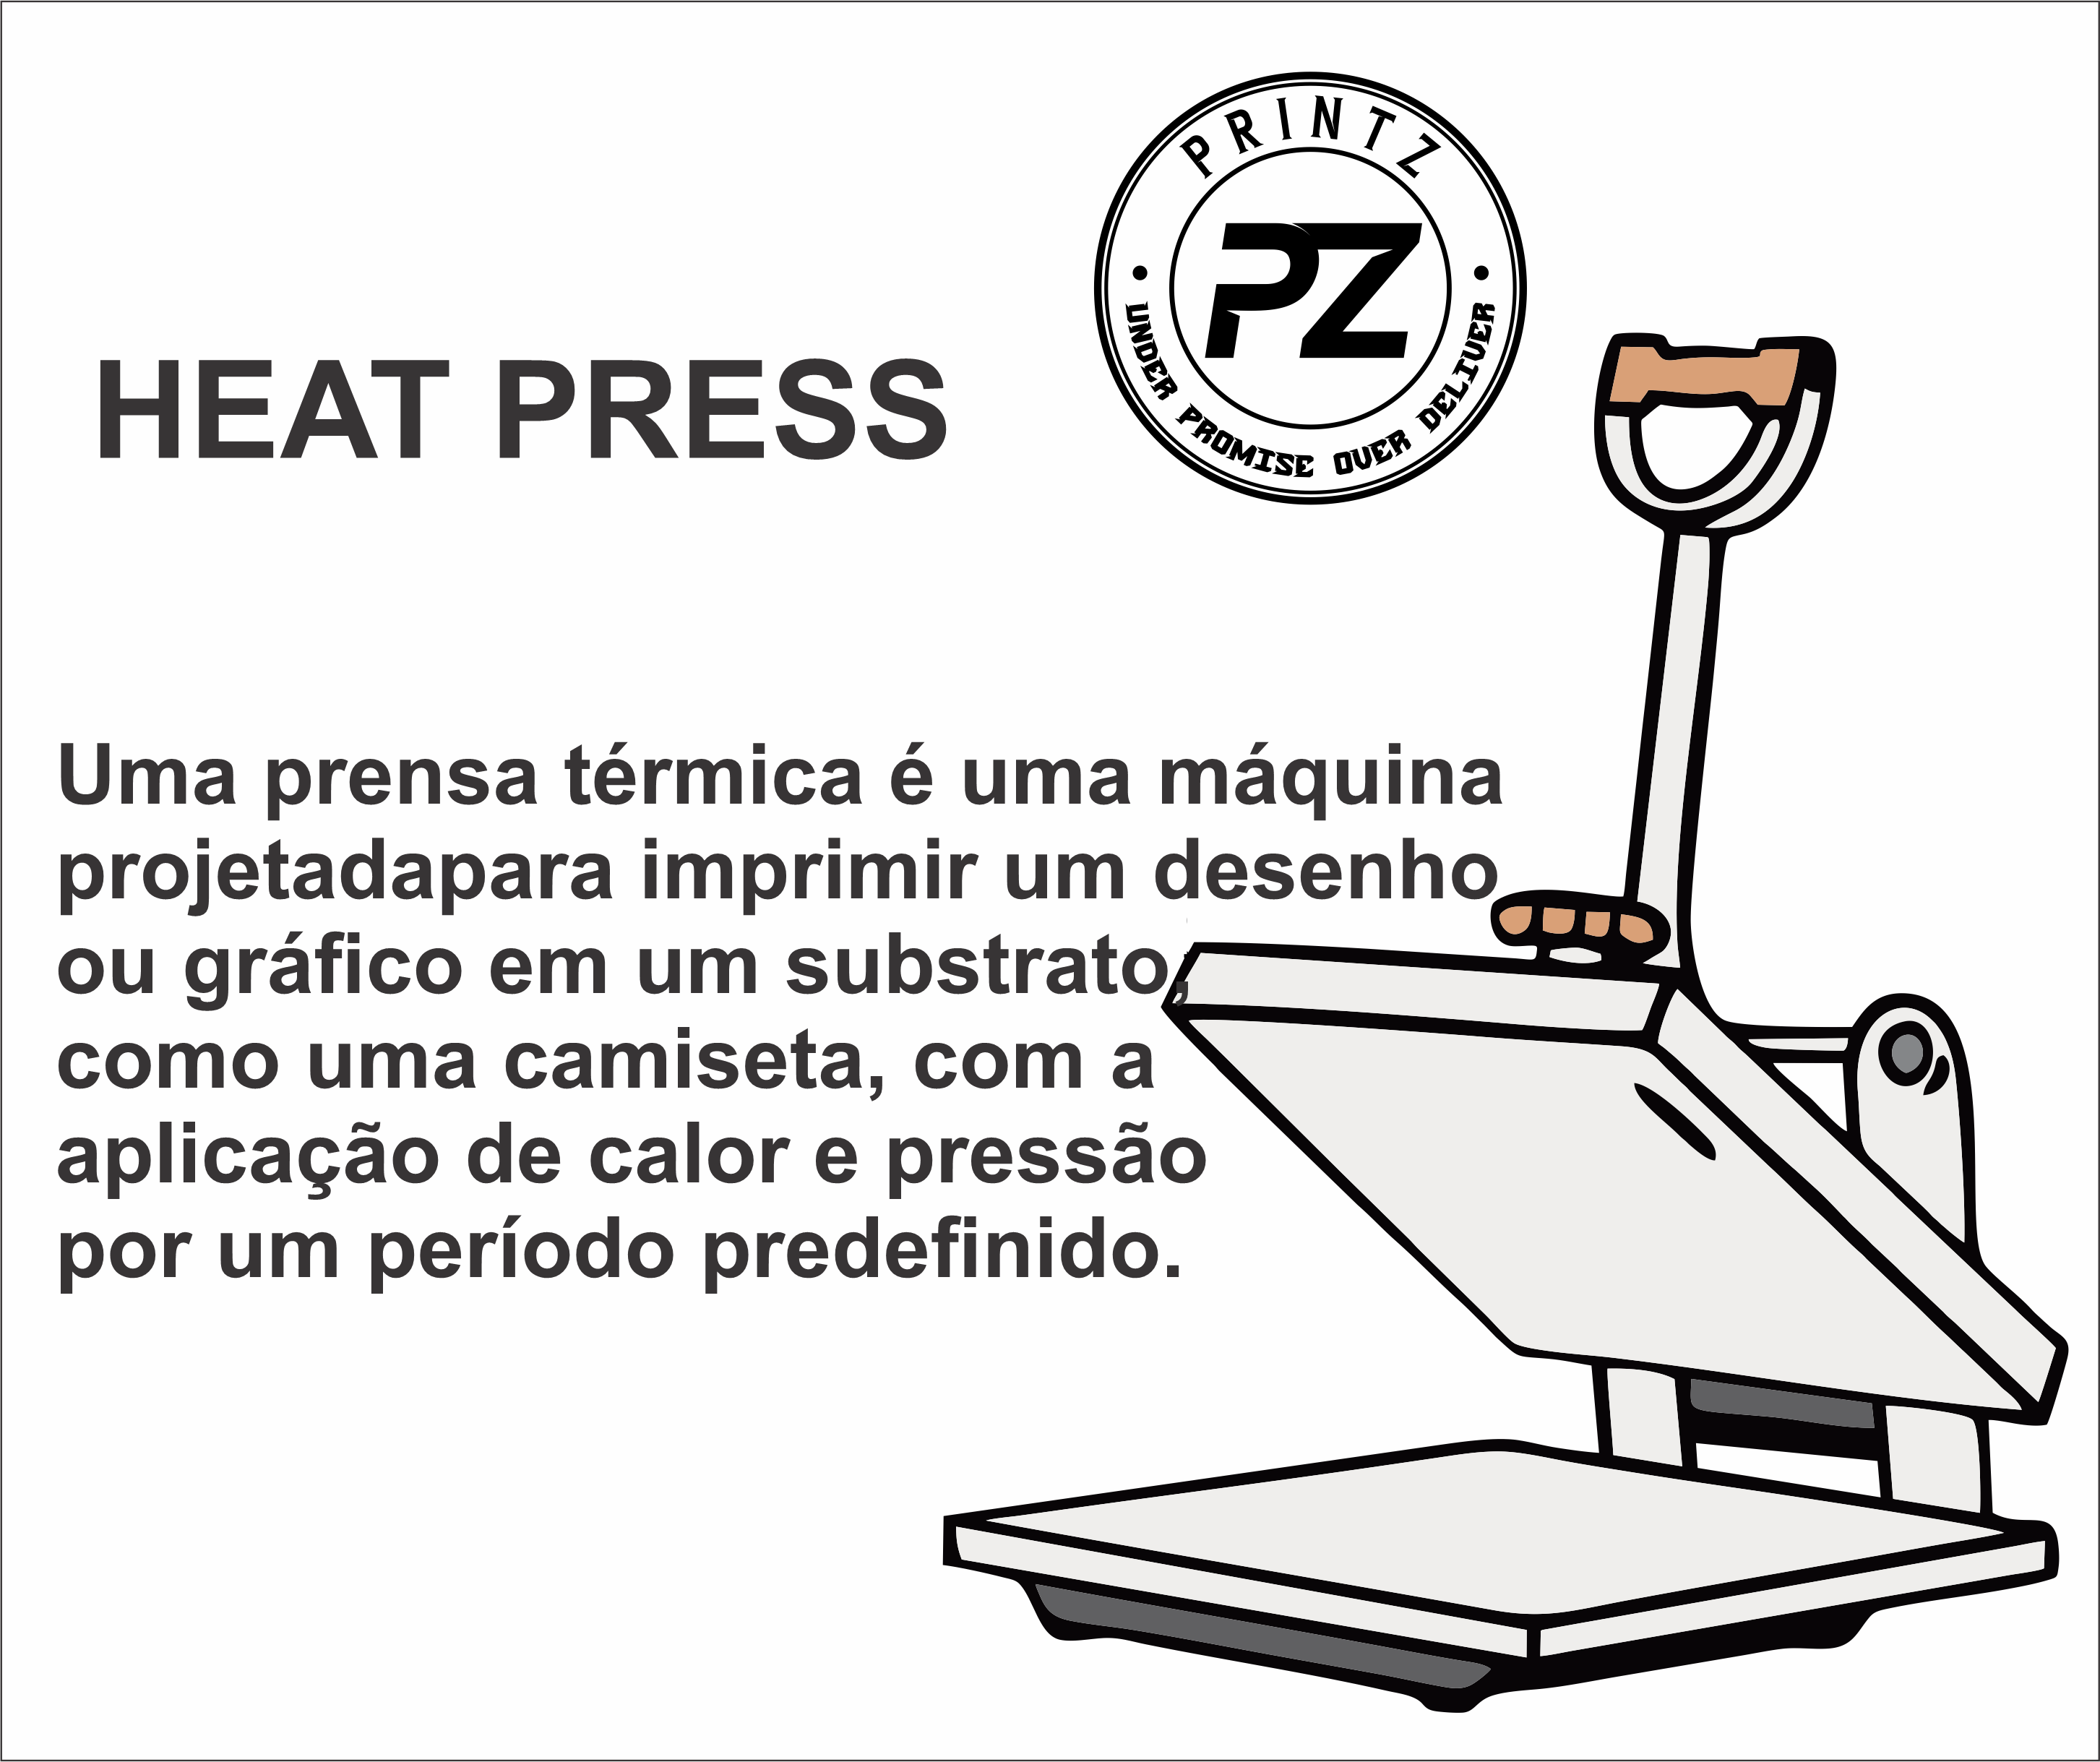 PRINTZ
PZ
UNDER PROMISE OVER DELIVER
HEAT PRESS
Uma prensa térmica é uma máquina
projetadapara imprimir um desenho
ou gráfico em um substrato,
como uma camiseta, com a
aplicação de calor e pressão
por um período predefinido.